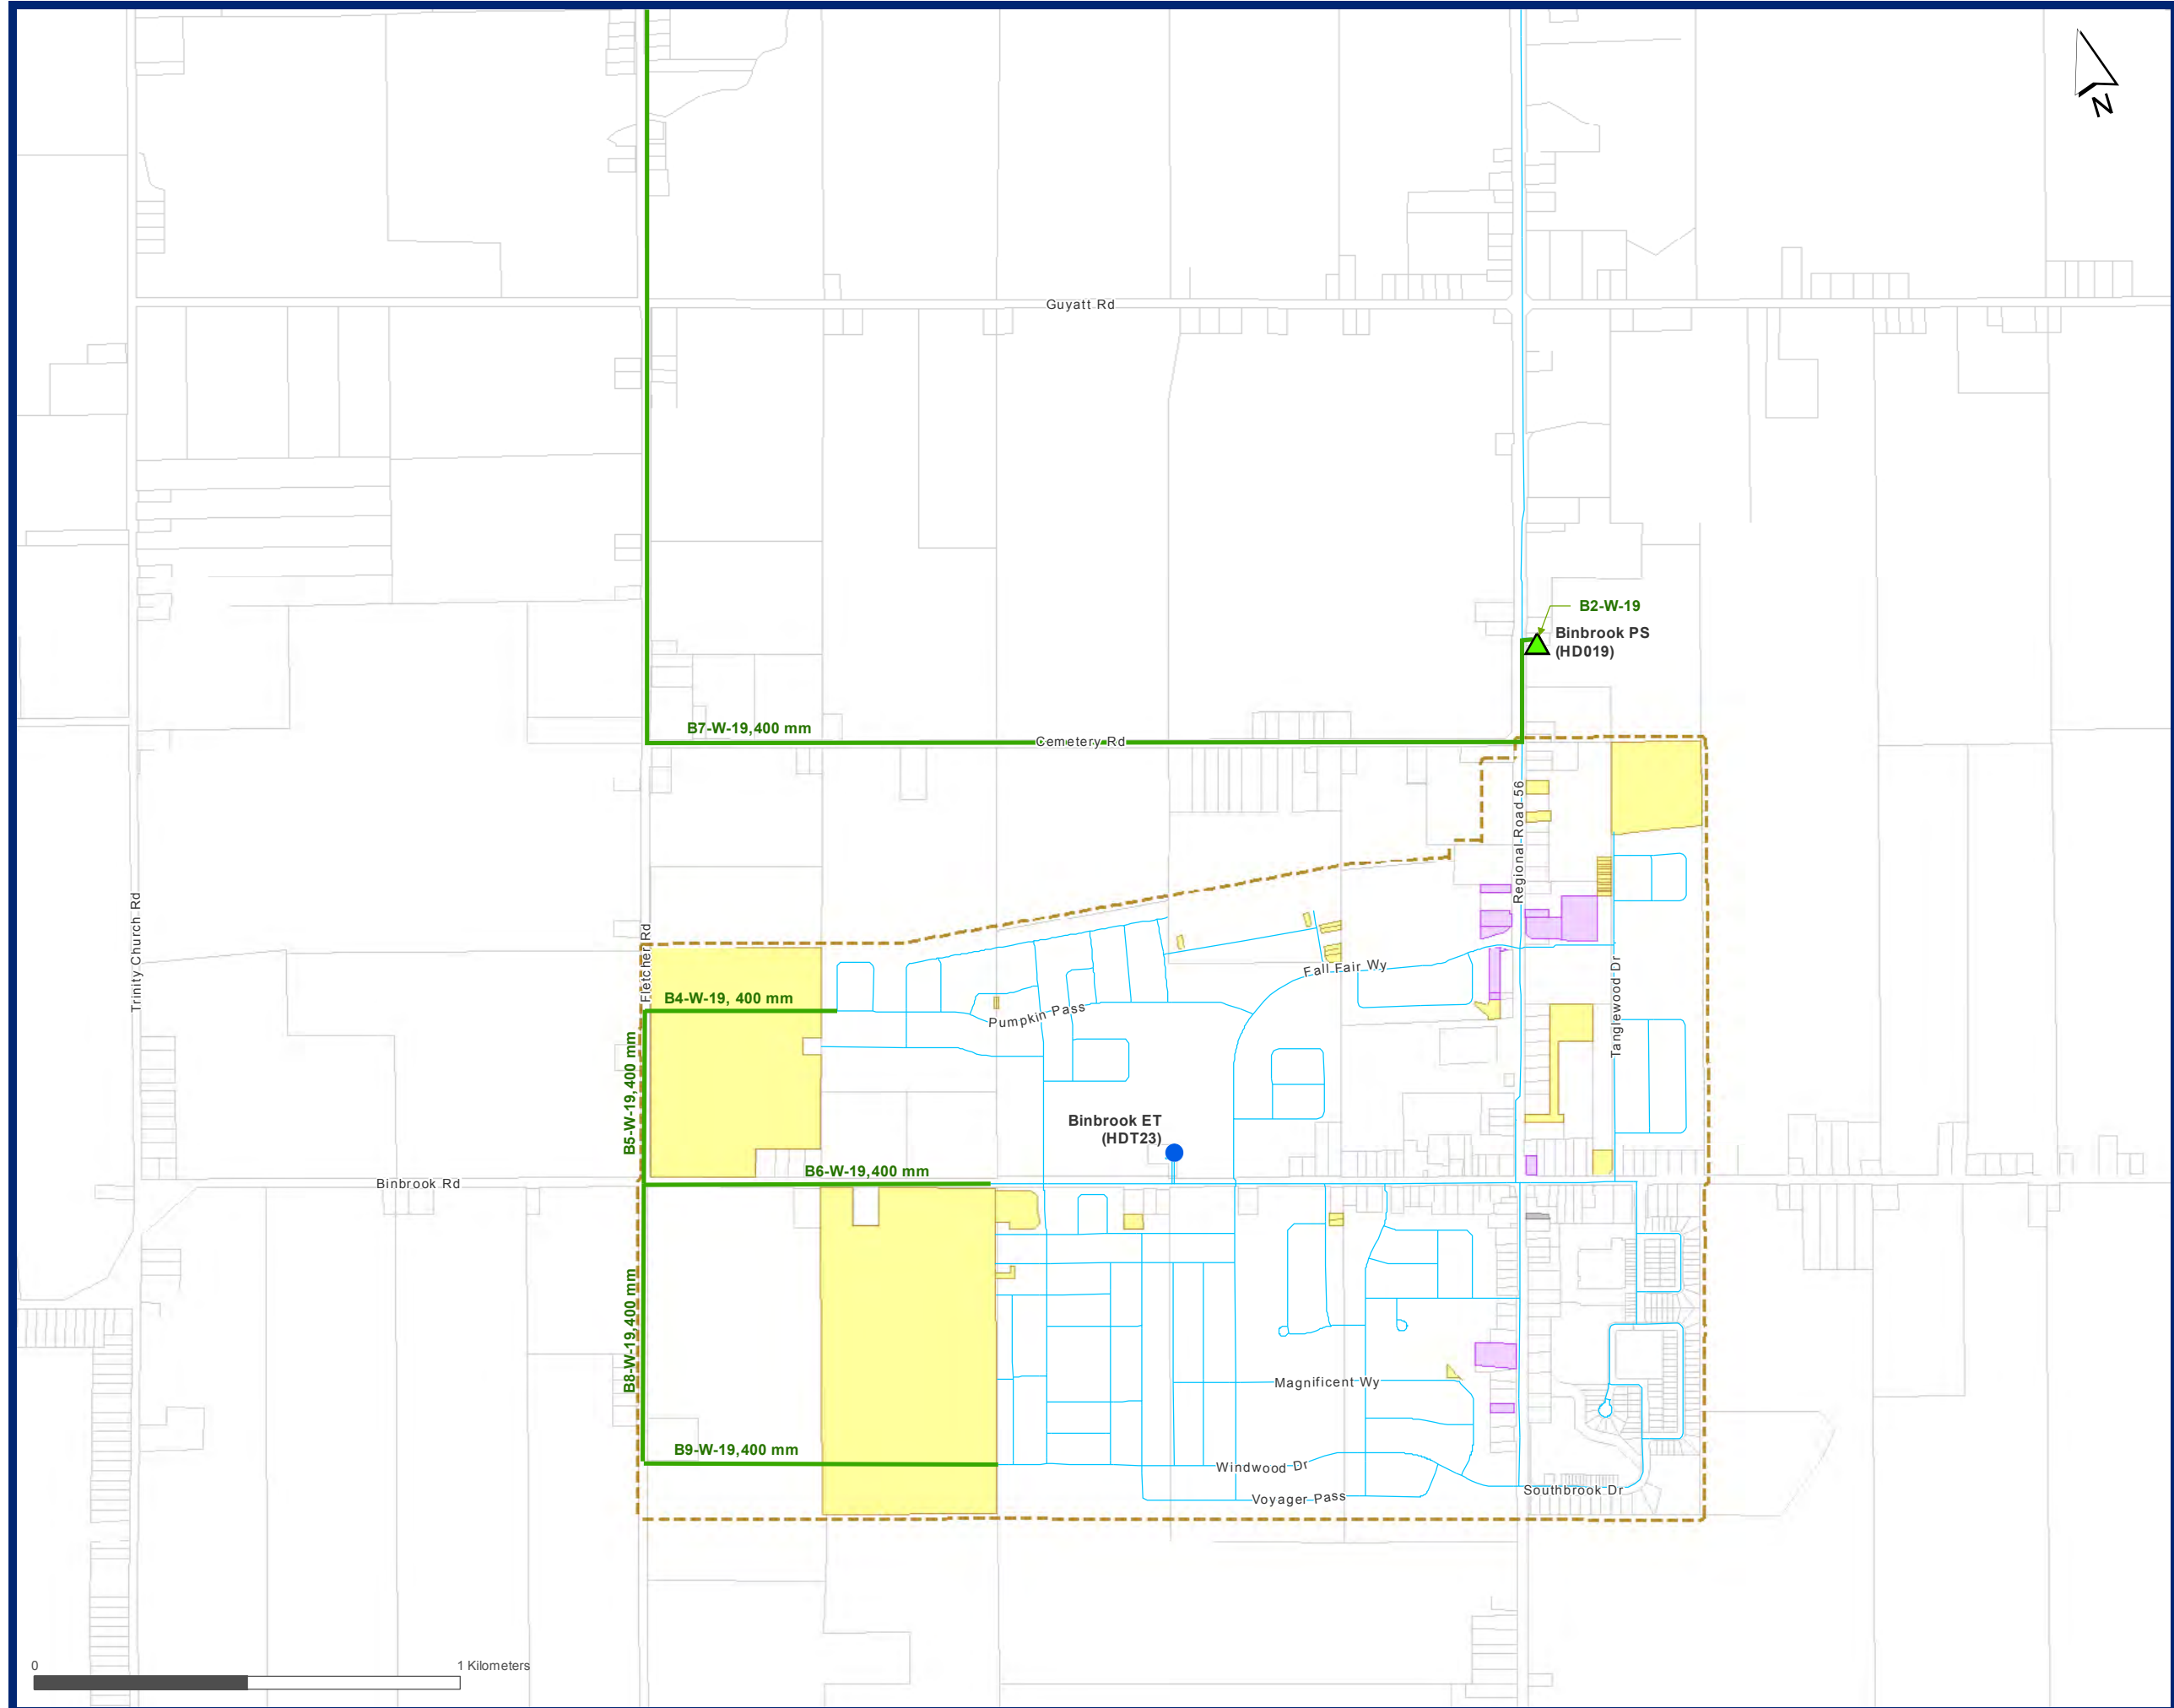 N
Guyatt Rd
B2-W-19
Binbrook PS
(HD019)
B7-W-19,400 mm
Cemetery Rd
Regional Road 56
Trinity Church Rd
Fletcher Rd
Fall Fair Wy
B4-W-19, 400 mm
Pumpkin Pass
Tanglewood Dr
B5-W-19,400 mm
Binbrook ET
(HDT23)
B6-W-19,400 mm
Binbrook Rd
B8-W-19,400 mm
Magnificent Wy
B9-W-19,400 mm
Windwood Dr
Voyager Pass
Southbrook Dr
0
1 Kilometers